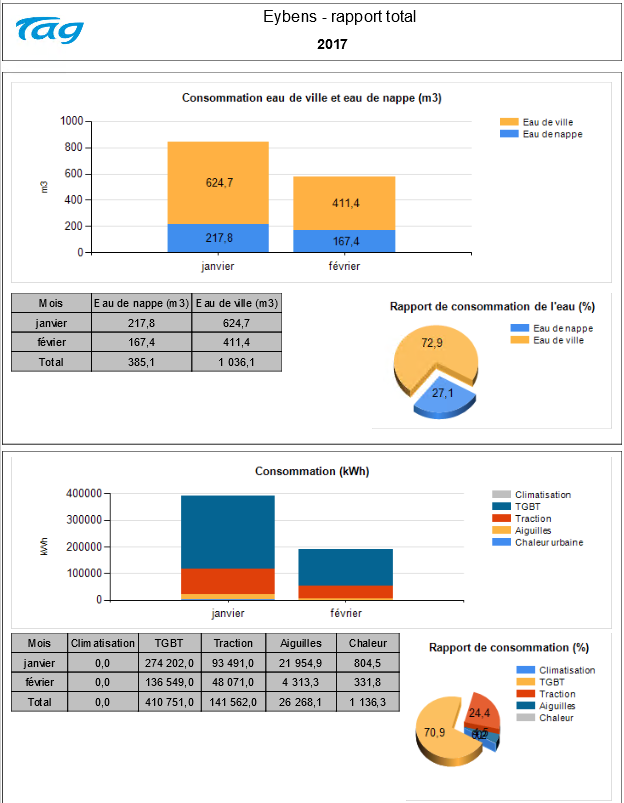 Tag
Eybens - rapport total
2017
Consommation eau de ville et eau de nappe (m3)
1000
800
600
400
200
0
m3
624,7
217,8
411,4
167,4
janvier
février
Eau de ville
Eau de nappe
Mois Eau de nappe (m3) Eau de ville (m3)
janvier 217,8 624,7
février 167,4 411,4
Total 385,1 1 036,1
Rapport de consommation de l'eau (%)
72,9
27,1
Eau de nappe
Eau de ville
Consommation (kWh)
400000
300000
200000
100000
0
kWh
janvier
février
Climatisation
TGBT
Traction
Aiguilles
Chaleur urbaine
Mois Climatisation TGBT Traction Aiguilles Chaleur
janvier 0,0 274 202,0 93 491,0 21 954,9 804,5
février 0,0 136 549,0 48 071,0 4 313,3 331,8
Total 0,0 410 751,0 141 562,0 26 268,1 1 136,3
Rapport de consommation (%)
24,4
70,9
Climatisation
TGBT
Traction
Aiguilles
Chaleur